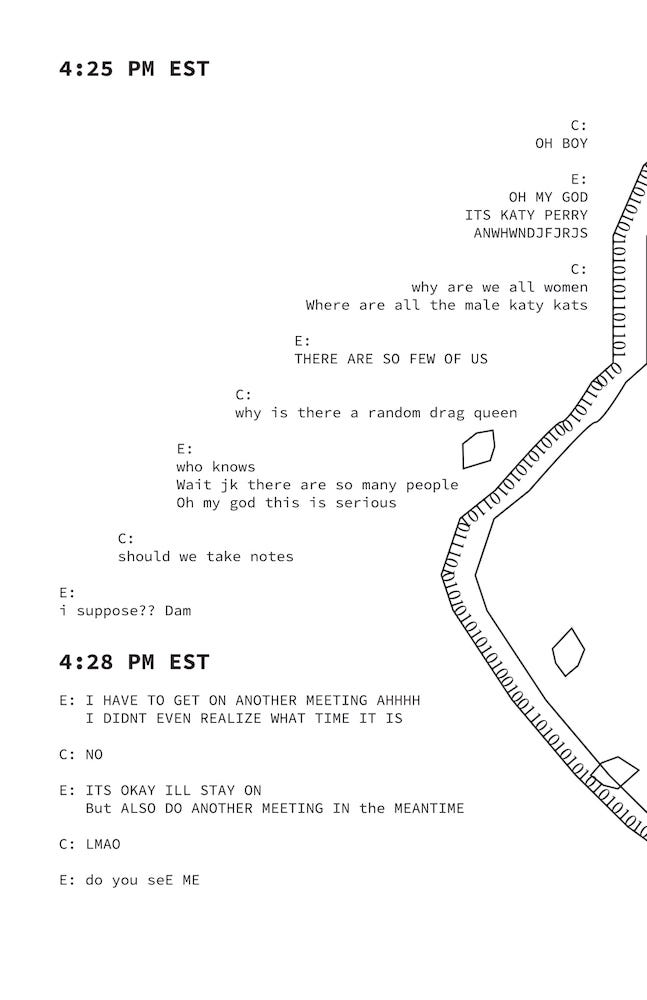 4:25 PM EST
C:
OH BOY
E:
OH MY GOD
ITS KATY PERRY
ANWHWNDJFJRJS
C:
why are we all women
Where are all the male katy kats
E:
THERE ARE SO FEW OF US
C:
why is there a random drag queen
E:
who knows
Wait jk there are so many people
Oh my god this is serious
C:
should we take notes
E:
i suppose?? Dam
4:28 PM EST
E: I HAVE TO GET ON ANOTHER MEETING AHHHH
I DIDNT EVEN REALIZE WHAT TIME IT IS
C: NO
E: ITS OKAY ILL STAY ON
But ALSO DO ANOTHER MEETING IN the MEANTIME
C: LMAO
E: do you seE ME